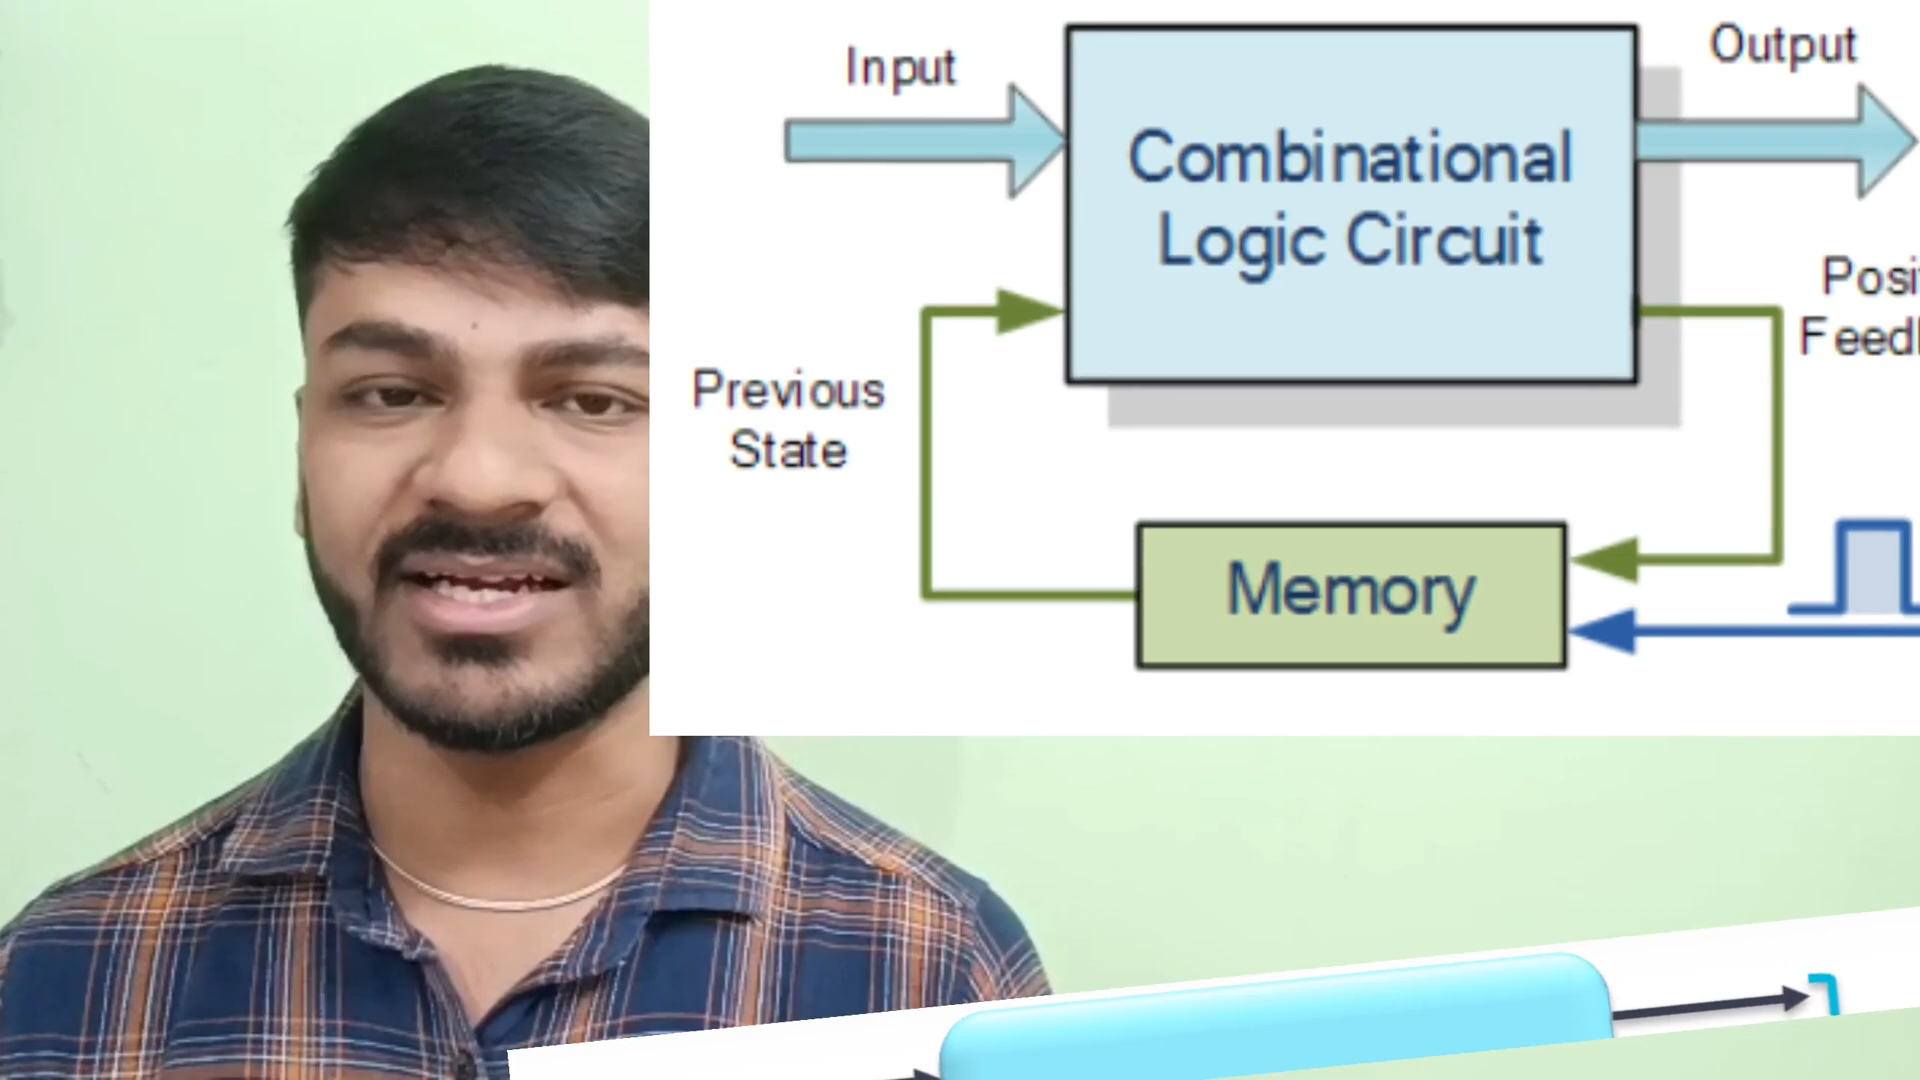 Input
Output
Combinational
Logic Circuit
Previous
State
Memory